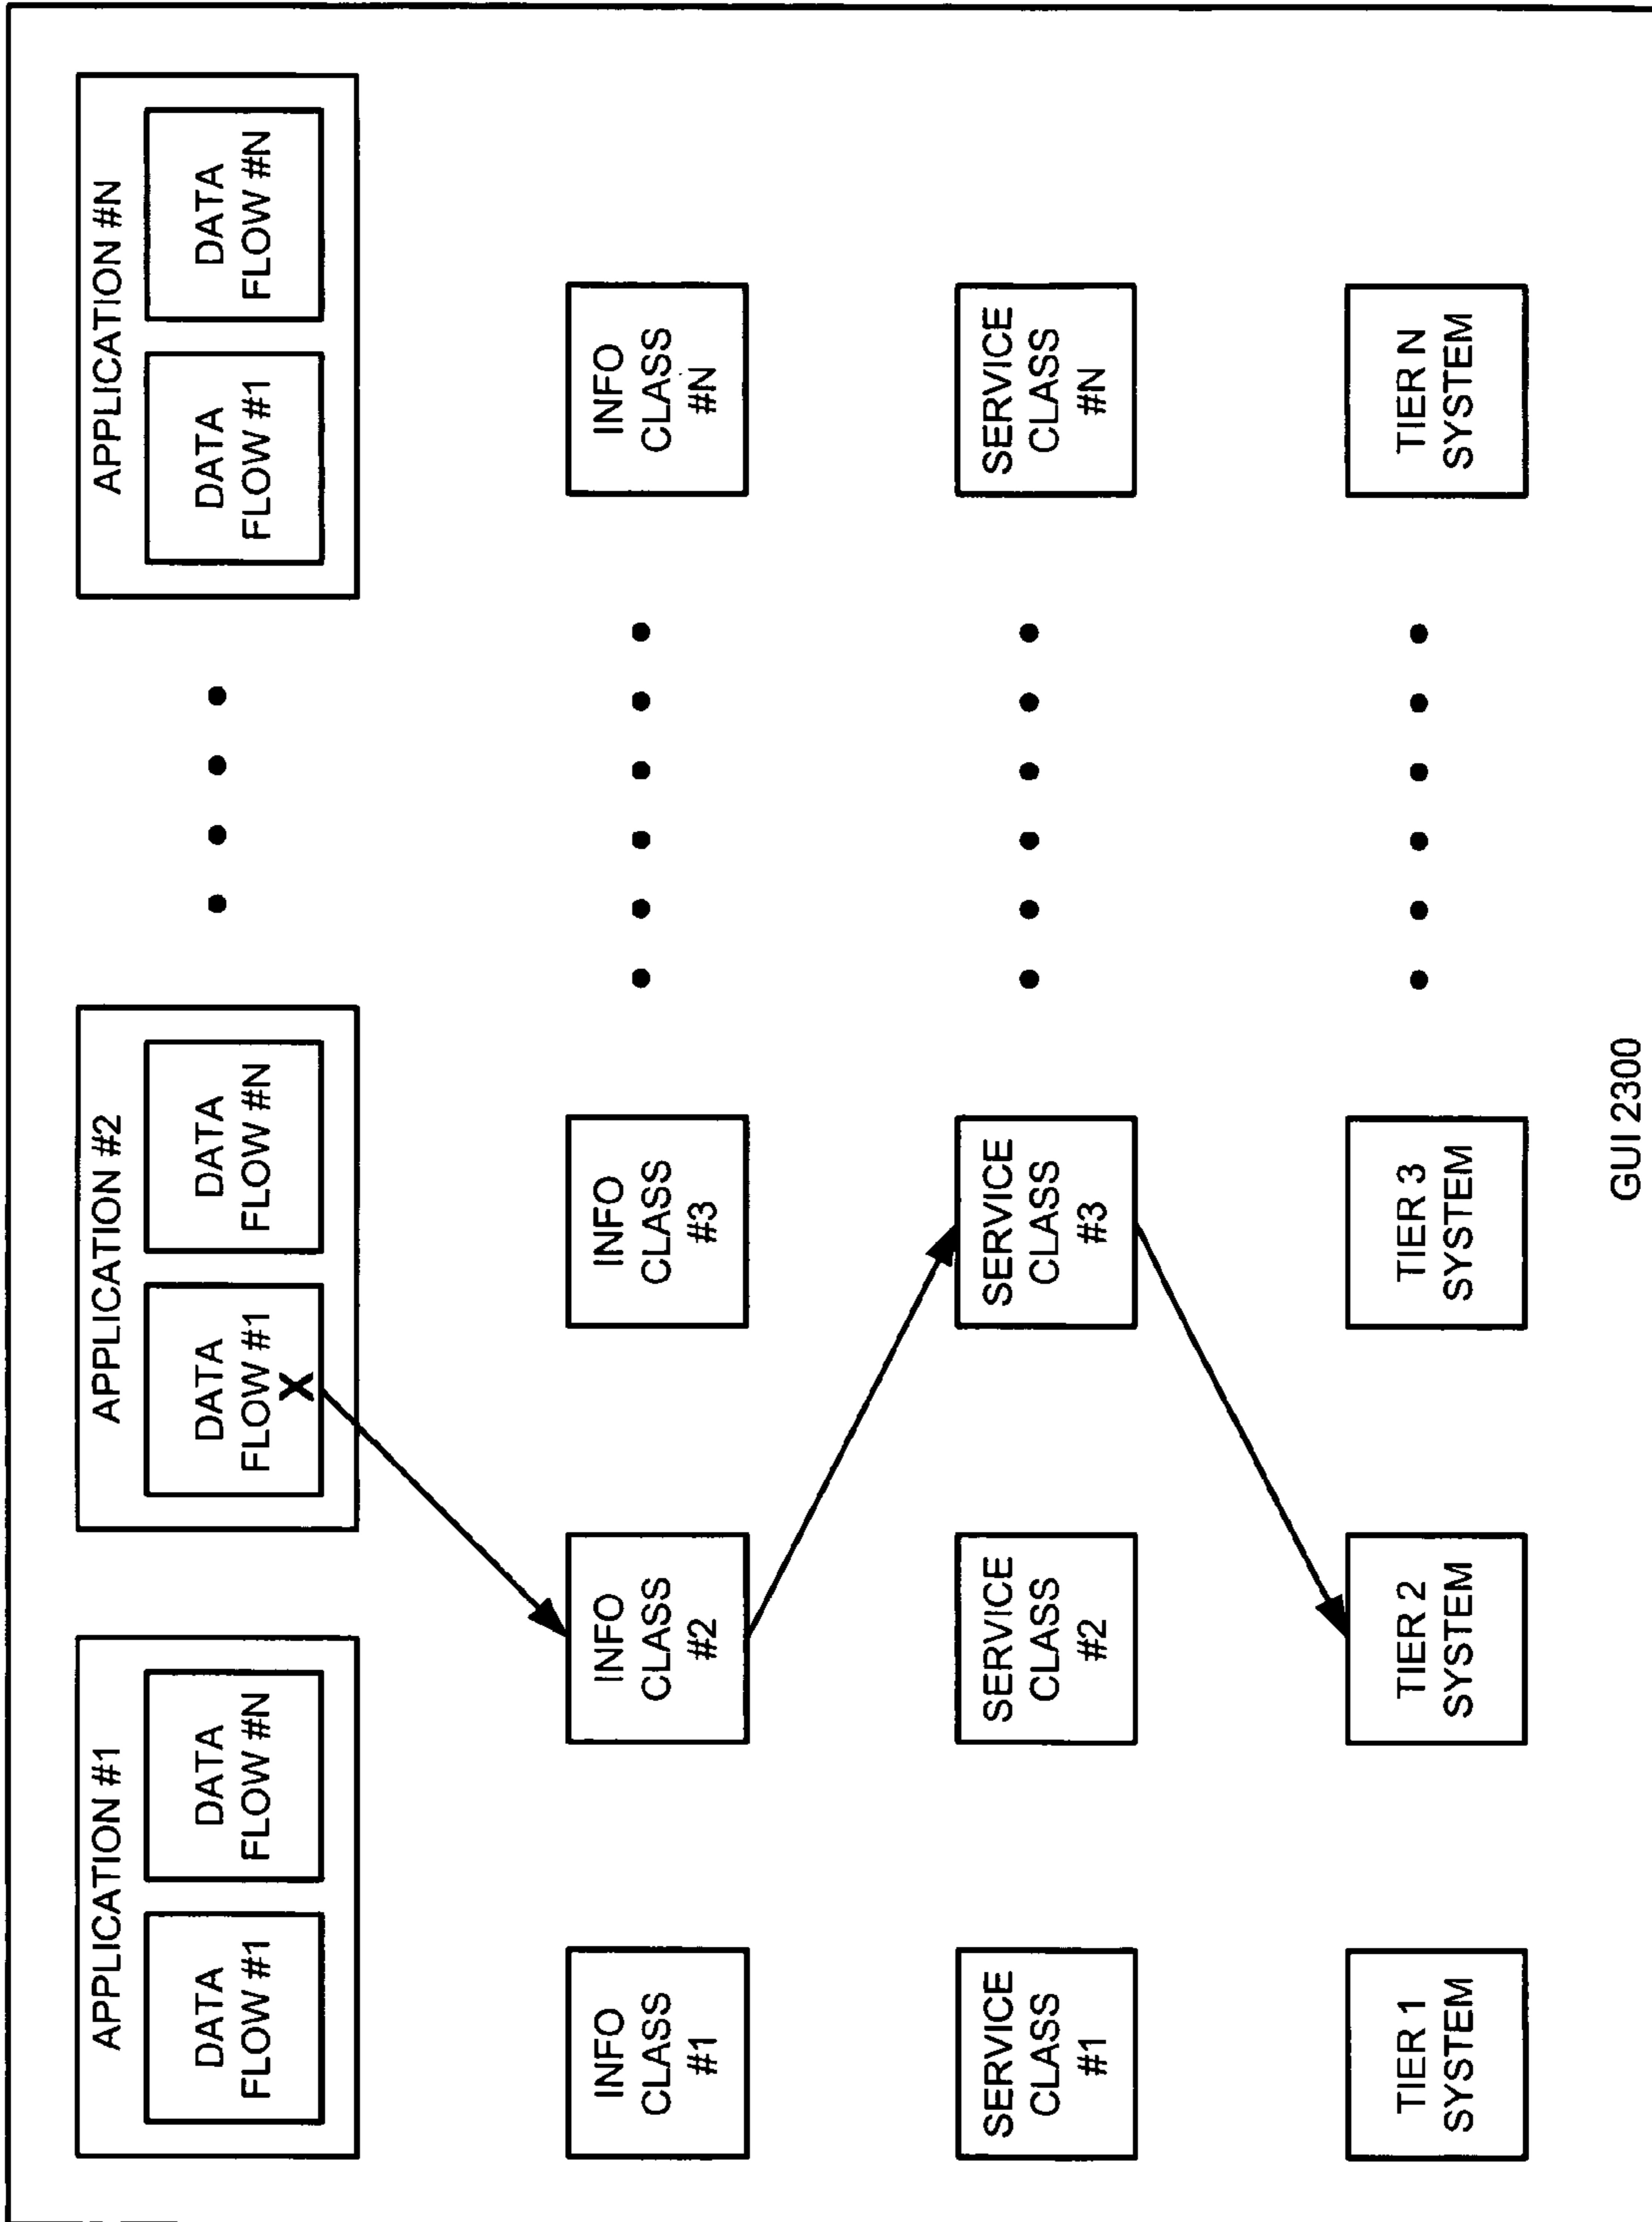 APPLICATION #1
DATA
FLOW #1
DATA
FLOW #N
APPLICATION #2
DATA
FLOW #1
X
DATA
FLOW #N
APPLICATION #N
DATA
FLOW #1
DATA
FLOW #N
INFO
CLASS
#1
INFO
CLASS
#2
INFO
CLASS
#3
INFO
CLASS
#N
SERVICE
CLASS
#1
SERVICE
CLASS
#2
SERVICE
CLASS
#3
SERVICE
CLASS
#N
TIER 1
SYSTEM
TIER 2
SYSTEM
TIER 3
SYSTEM
TIER N
SYSTEM
GUI 2300